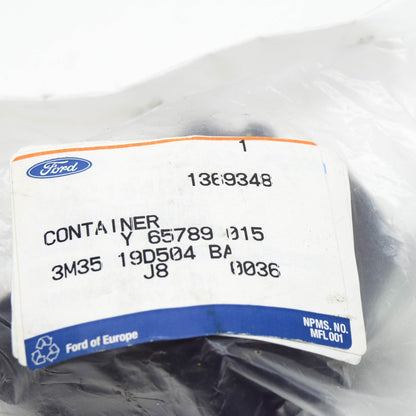 1
Ford
1369348
CONTAINER
Y 65789 015
3M35 19D504 BA
J8 0036
NPMS. NO.
MFL001
Ford of Europe